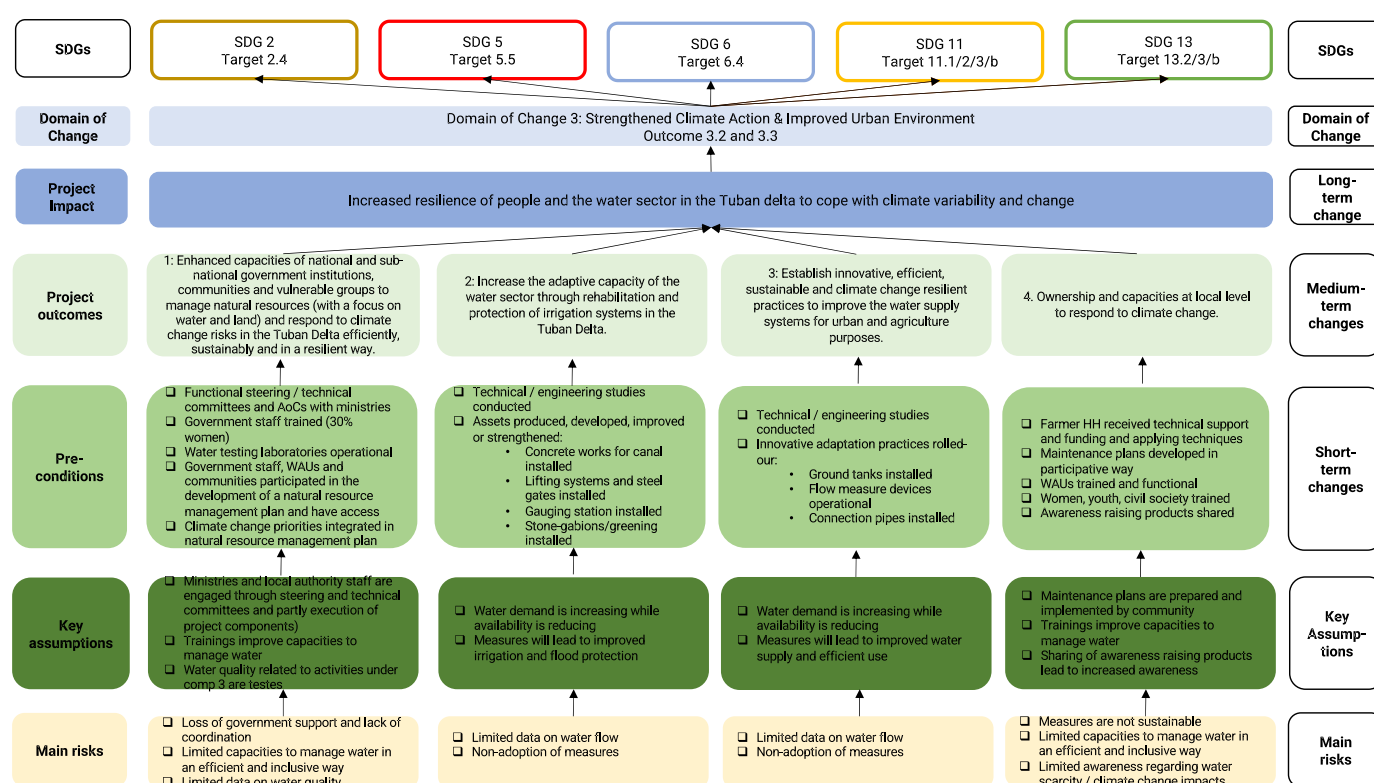 SDGs
SDG 2
Target 2.4
SDG 5
Target 5.5
SDG 6
Target 6.4
SDG 11
Target 11.1/2/3/b
SDG 13
Target 13.2/3/b
SDGs
Domain of
Change
Domain of Change 3: Strengthened Climate Action & Improved Urban Environment
Outcome 3.2 and 3.3
Domain of
Change
Project
Impact
Increased resilience of people and the water sector in the Tuban delta to cope with climate variability and change
Long-
term
change
Project
outcomes
1: Enhanced capacities of national and sub-
national government institutions,
communities and vulnerable groups to
manage natural resources (with a focus on
water and land) and respond to climate
change risks in the Tuban Delta efficiently,
sustainably and in a resilient way.
2: Increase the adaptive capacity of the
water sector through rehabilitation and
protection of irrigation systems in the
Tuban Delta.
3: Establish innovative, efficient,
sustainable and climate change resilient
practices to improve the water supply
systems for urban and agriculture
purposes.
4. Ownership and capacities at local level
to respond to climate change.
Medium-
term
changes
Pre-
conditions
❑ Functional steering / technical
committees and AoCs with ministries
❑ Government staff trained (30%
women)
❑ Water testing laboratories operational
❑ Government staff, WAUs and
communities participated in the
development of a natural resource
management plan and have access
❑ Climate change priorities integrated in
natural resource management plan
❑ Technical / engineering studies
conducted
❑ Assets produced, developed, improved
or strengthened:
• Concrete works for canal
installed
• Lifting systems and steel
gates installed
• Gauging station installed
• Stone-gabions/greening
installed
❑ Technical / engineering studies
conducted
❑ Innovative adaptation practices rolled-
our:
• Ground tanks installed
• Flow measure devices
operational
• Connection pipes installed
❑ Farmer HH received technical support
and funding and applying techniques
❑ Maintenance plans developed in
participative way
❑ WAUs trained and functional
❑ Women, youth, civil society trained
❑ Awareness raising products shared
Short-
term
changes
Key
assumptions
❑ Ministries and local authority staff are
engaged through steering and technical
committees and partly execution of
project components)
❑ Trainings improve capacities to
manage water
❑ Water quality related to activities under
comp 3 are testes
❑ Water demand is increasing while
availability is reducing
❑ Measures will lead to improved
irrigation and flood protection
❑ Water demand is increasing while
availability is reducing
❑ Measures will lead to improved water
supply and efficient use
❑ Maintenance plans are prepared and
implemented by community
❑ Trainings improve capacities to
manage water
❑ Sharing of awareness raising products
lead to increased awareness
Key
Assump-
tions
Main risks
❑ Loss of government support and lack of
coordination
❑ Limited capacities to manage water in
an efficient and inclusive way
❑ Limited data on water quality
❑ Limited data on water flow
❑ Non-adoption of measures
❑ Limited data on water flow
❑ Non-adoption of measures
❑ Measures are not sustainable
❑ Limited capacities to manage water in
an efficient and inclusive way
❑ Limited awareness regarding water
scarcity / climate change impacts
Main
risks